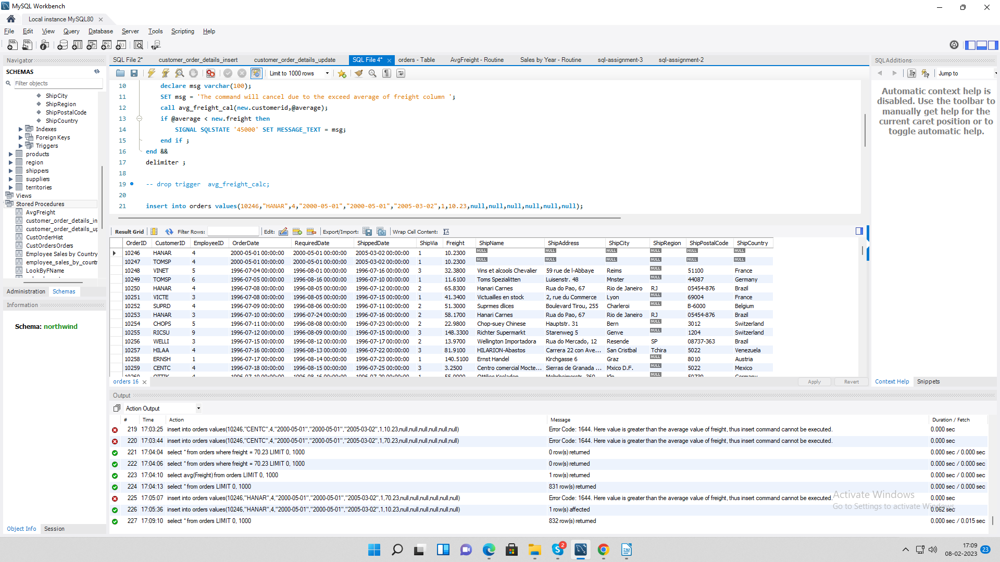 MySQL Workbench
Local instance MySQL80
File Edit View Query Database Server Tools Scripting Help
Navigator
SCHEMAS
Filter objects
ShipCity
ShipRegion
ShipPostalCode
ShipCountry
Indexes
Foreign Keys
Triggers
products
region
shippers
suppliers
territories
Views
Stored Procedures
AvgFreight
customer_order_details_in
customer_order_details_up
CustOrderHist
CustOrdersOrders
Employee Sales by Country
employee_sales_by_countr
LookByFName
Administration Schemas
Information
Schema: northwind
Object Info Session
SQL File 2* customer_order_details_insert customer_order_details_update SQL File 4* orders - Table AvgFreight - Routine Sales by Year - Routine sql-assignment-3 sql-assignment-2
Limit to 1000 rows
10 declare msg varchar(100);
11 SET msg = 'The command will cancel due to the exceed average of freight column ';
12 call avg_freight_cal(new.customerid,@average);
13 if @average < new.freight then
14 SIGNAL SQLSTATE '45000' SET MESSAGE_TEXT = msg;
15 end if ;
16 end &&
17 delimiter ;
18
19 -- drop trigger avg_freight_calc;
20
21 insert into orders values(10246,"HANAR",4,"2000-05-01","2000-05-01","2005-03-02",1,10.23,null,null,null,null,null,null);
Result Grid Filter Rows: Edit: Export/Import: Wrap Cell Content:
OrderID CustomerID EmployeeID OrderDate RequiredDate ShippedDate ShipVia Freight ShipName ShipAddress ShipCity ShipRegion ShipPostalCode ShipCountry
10246 HANAR 4 2000-05-01 00:00:00 2000-05-01 00:00:00 2005-03-02 00:00:00 1 10.2300 NULL NULL NULL NULL NULL NULL
10247 TOMSP 4 2000-05-01 00:00:00 2000-05-01 00:00:00 2005-03-02 00:00:00 1 10.2300 NULL NULL NULL NULL NULL NULL
10248 VINET 5 1996-07-04 00:00:00 1996-08-01 00:00:00 1996-07-16 00:00:00 3 32.3800 Vins et alcools Chevalier 59 rue de l-Abbaye Reims NULL 51100 France
10249 TOMSP 6 1996-07-05 00:00:00 1996-08-16 00:00:00 1996-07-10 00:00:00 1 11.6100 Toms Spezialitten Luisenstr. 48 Mnster NULL 44087 Germany
10250 HANAR 4 1996-07-08 00:00:00 1996-08-05 00:00:00 1996-07-12 00:00:00 2 65.8300 Hanari Carnes Rua do Pao, 67 Rio de Janeiro RJ 05454-876 Brazil
10251 VICTE 3 1996-07-08 00:00:00 1996-08-05 00:00:00 1996-07-15 00:00:00 1 41.3400 Victuailles en stock 2, rue du Commerce Lyon NULL 69004 France
10252 SUPRD 4 1996-07-09 00:00:00 1996-08-06 00:00:00 1996-07-11 00:00:00 2 51.3000 Suprmes dlices Boulevard Tirou, 255 Charleroi NULL B-6000 Belgium
10253 HANAR 3 1996-07-10 00:00:00 1996-07-24 00:00:00 1996-07-16 00:00:00 2 58.1700 Hanari Carnes Rua do Pao, 67 Rio de Janeiro RJ 05454-876 Brazil
10254 CHOPS 5 1996-07-11 00:00:00 1996-08-08 00:00:00 1996-07-23 00:00:00 2 22.9800 Chop-suey Chinese Hauptstr. 31 Bern NULL 3012 Switzerland
10255 RICSU 9 1996-07-12 00:00:00 1996-08-09 00:00:00 1996-07-15 00:00:00 3 148.3300 Richter Supermarkt Starenweg 5 Genve NULL 1204 Switzerland
10256 WELLI 3 1996-07-15 00:00:00 1996-08-12 00:00:00 1996-07-17 00:00:00 2 13.9700 Wellington Importadora Rua do Mercado, 12 Resende SP 08737-363 Brazil
10257 HILAA 4 1996-07-16 00:00:00 1996-08-13 00:00:00 1996-07-22 00:00:00 3 81.9100 HILARION-Abastos Carrera 22 con Ave... San Cristbal Tchira 5022 Venezuela
10258 ERNSH 1 1996-07-17 00:00:00 1996-08-14 00:00:00 1996-07-23 00:00:00 1 140.5100 Ernst Handel Kirchgasse 6 Graz NULL 8010 Austria
10259 CENTC 4 1996-07-18 00:00:00 1996-08-15 00:00:00 1996-07-25 00:00:00 3 3.2500 Centro comercial Mocte... Sierras de Granada ... Mxico D.F. NULL 5022 Mexico
orders 16 Apply Revert
Output
Action Output
# Time Action Message Duration / Fetch
219 17:03:25 insert into orders values(10246,"CENTC",4,"2000-05-01","2000-05-01","2005-03-02",1,10.23,null,null,null,null,null,null) Error Code: 1644. Here value is greater than the average value of freight, thus insert command cannot be executed. 0.000 sec
220 17:03:44 insert into orders values(10246,"CENTC",4,"2000-05-01","2000-05-01","2005-03-02",1,70.23,null,null,null,null,null,null) Error Code: 1644. Here value is greater than the average value of freight, thus insert command cannot be executed. 0.000 sec
221 17:04:04 select * from orders where freight = 70.23 LIMIT 0, 1000 0 row(s) returned 0.000 sec / 0.000 sec
222 17:04:06 select * from orders where freight = 70.23 LIMIT 0, 1000 0 row(s) returned 0.000 sec / 0.000 sec
223 17:04:10 select avg(Freight) from orders LIMIT 0, 1000 1 row(s) returned 0.000 sec / 0.000 sec
224 17:04:13 select * from orders LIMIT 0, 1000 831 row(s) returned 0.000 sec / 0.000 sec
225 17:05:07 insert into orders values(10246,"HANAR",4,"2000-05-01","2000-05-01","2005-03-02",1,70.23,null,null,null,null,null,null) Error Code: 1644. Here value is greater than the average value of freight, thus insert command cannot be executed. 0.000 sec
226 17:05:36 insert into orders values(10246,"HANAR",4,"2000-05-01","2000-05-01","2005-03-02",1,10.23,null,null,null,null,null,null) 1 row(s) affected 0.062 sec
227 17:09:10 select * from orders LIMIT 0, 1000 832 row(s) returned 0.000 sec / 0.015 sec
SQLAdditions
Jump to
Automatic context help is
disabled. Use the toolbar to
manually get help for the
current caret position or to
toggle automatic help.
Context Help Snippets
Activate Windows
Go to Settings to activate Windows.
2
17:09
08-02-2023
23